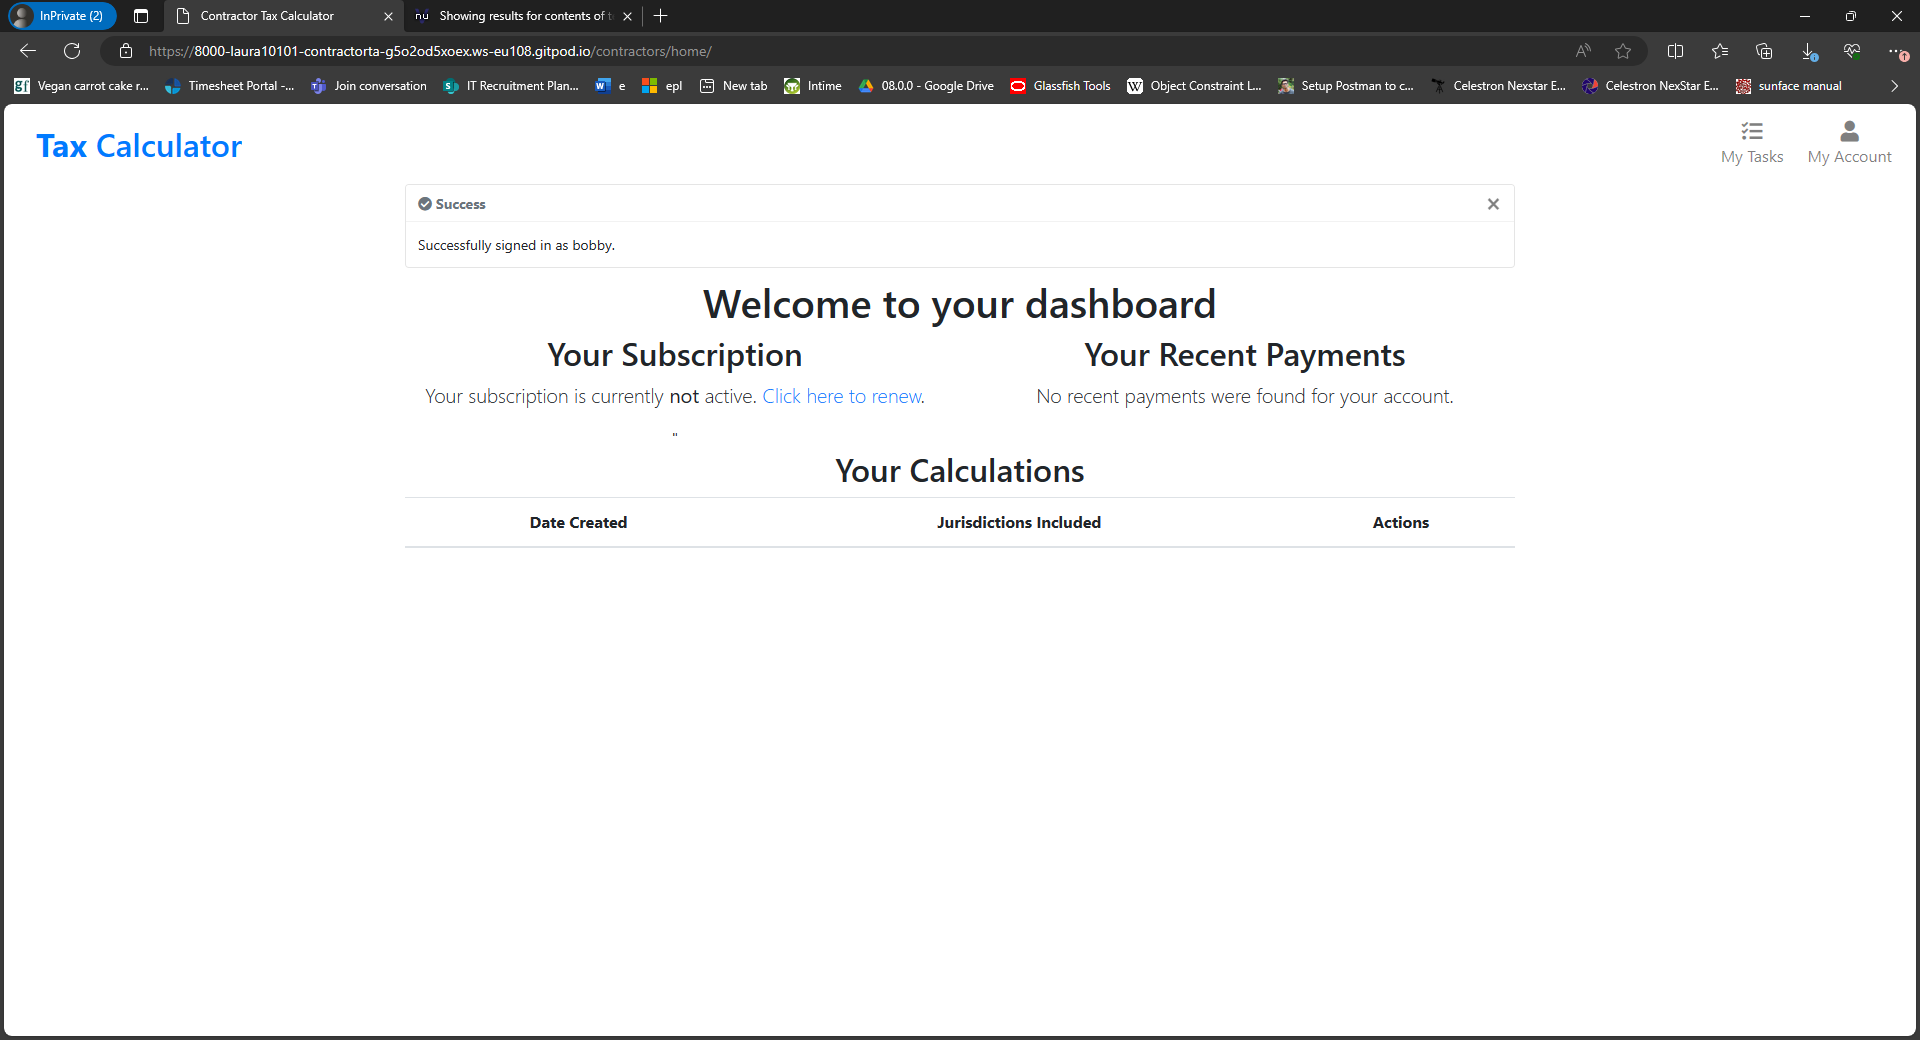 InPrivate (2)
Contractor Tax Calculator
Showing results for contents of t
https://8000-laura10101-contractorta-g5o2od5xoex.ws-eu108.gitpod.io/contractors/home/
Vegan carrot cake r... Timesheet Portal -... Join conversation IT Recruitment Plan... e epl New tab Intime 08.0.0 - Google Drive Glassfish Tools Object Constraint L... Setup Postman to c... Celestron Nexstar E... Celestron NexStar E... sunface manual
Tax Calculator
My Tasks My Account
Success
Successfully signed in as bobby.
Welcome to your dashboard
Your Subscription
Your subscription is currently not active. Click here to renew.
"
Your Recent Payments
No recent payments were found for your account.
Your Calculations
Date Created Jurisdictions Included Actions